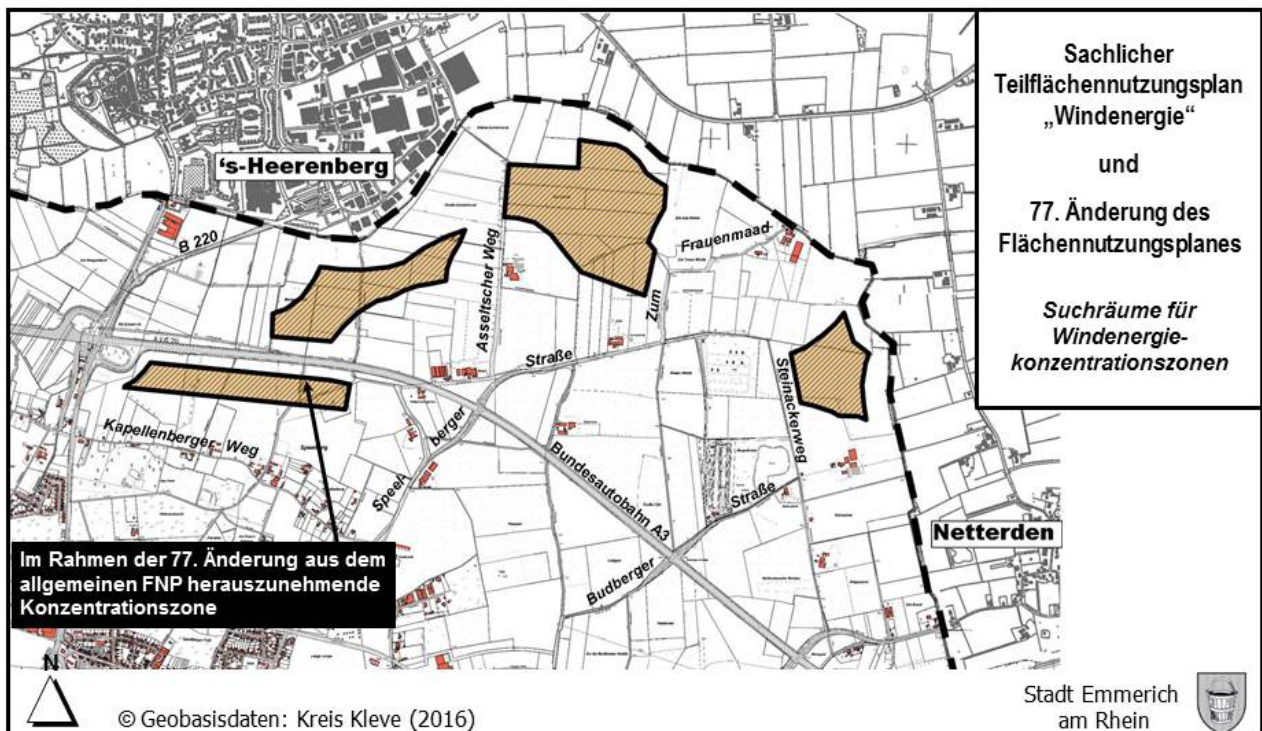 Sachlicher
Teilflächennutzungsplan
„Windenergie“
und
77. Änderung des
Flächennutzungsplanes
Suchräume für
Windenergie-
konzentrationszonen
's-Heerenberg
B 220
Asseltscher Weg
Frauenmaad
Zum
Straße
Steinackerweg
Kapellenberger Weg
SpeeA
berger
Bundesautobahn A3
Straße
Budberger
Netterden
Im Rahmen der 77. Änderung aus dem
allgemeinen FNP herauszunehmende
Konzentrationszone
N
© Geobasisdaten: Kreis Kleve (2016)
Stadt Emmerich
am Rhein